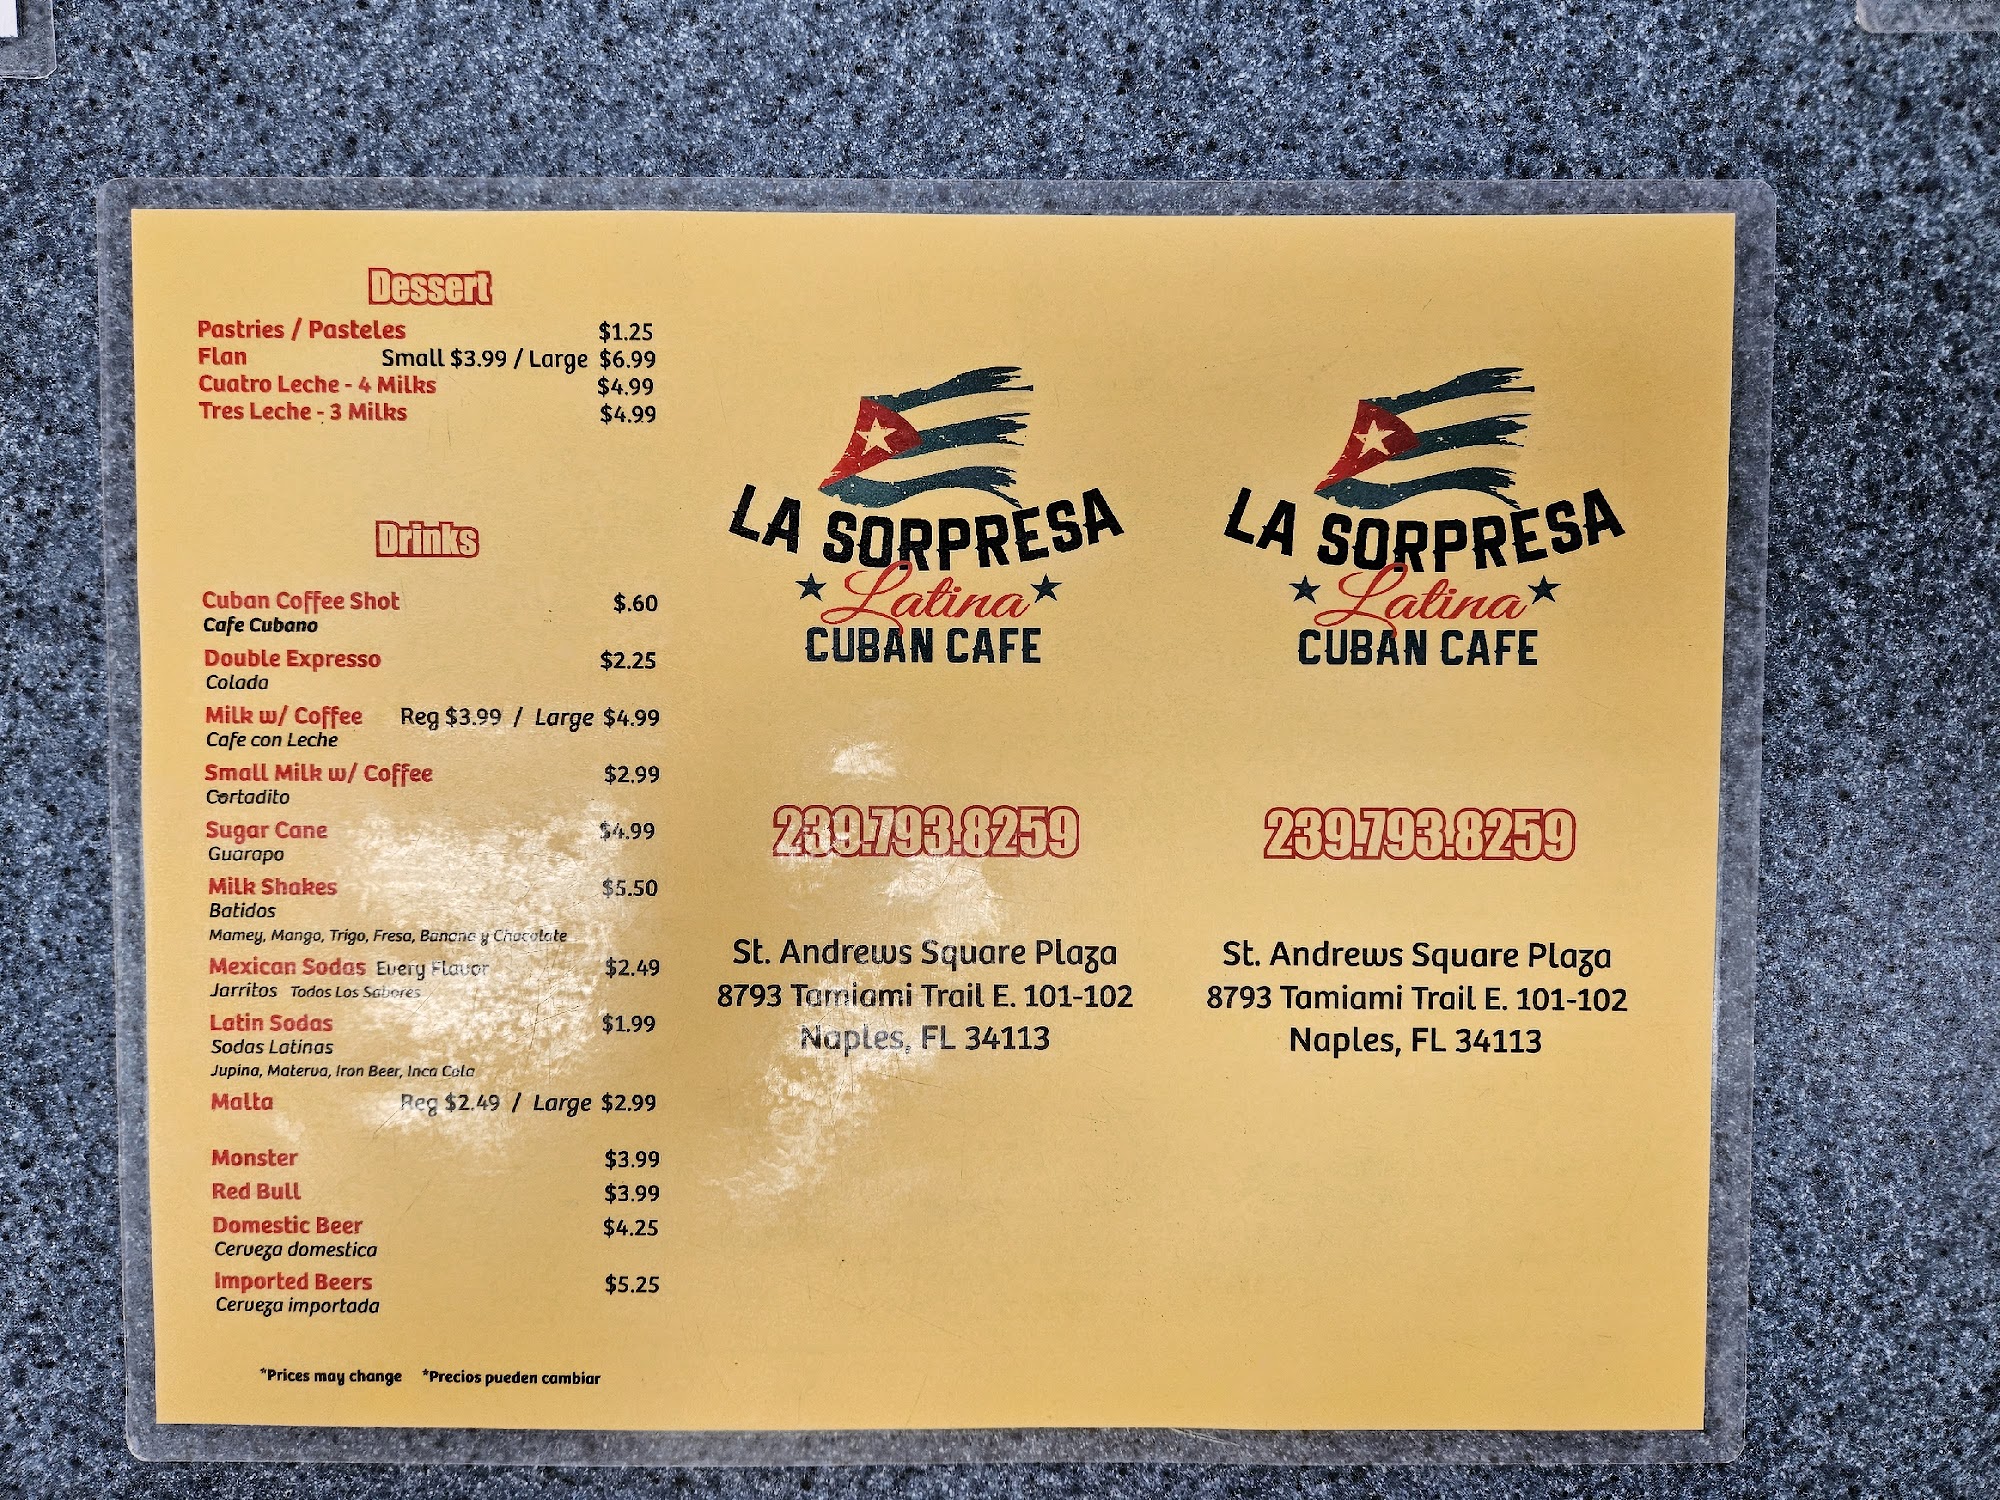 Dessert
Pastries / Pasteles $1.25
Flan Small $3.99 / Large $6.99
Cuatro Leche - 4 Milks $4.99
Tres Leche - 3 Milks $4.99
Drinks
Cuban Coffee Shot $.60
Cafe Cubano
Double Expresso $2.25
Colada
Milk w/ Coffee Reg $3.99 / Large $4.99
Cafe con Leche
Small Milk w/ Coffee $2.99
Cortadito
Sugar Cane $4.99
Guarapo
Milk Shakes $5.50
Batidos
Mamey, Mango, Trigo, Fresa, Banana y Chocolate
Mexican Sodas Every Flavor $2.49
Jarritos Todos Los Sabores
Latin Sodas $1.99
Sodas Latinas
Jupina, Materva, Iron Beer, Inca Cola
Malta Reg $2.49 / Large $2.99
Monster $3.99
Red Bull $3.99
Domestic Beer $4.25
Cerveza domestica
Imported Beers $5.25
Cerveza importada
*Prices may change *Precios pueden cambiar
LA SORPRESA
Latina
CUBAN CAFE
239.793.8259
St. Andrews Square Plaza
8793 Tamiami Trail E. 101-102
Naples, FL 34113
LA SORPRESA
Latina
CUBAN CAFE
239.793.8259
St. Andrews Square Plaza
8793 Tamiami Trail E. 101-102
Naples, FL 34113